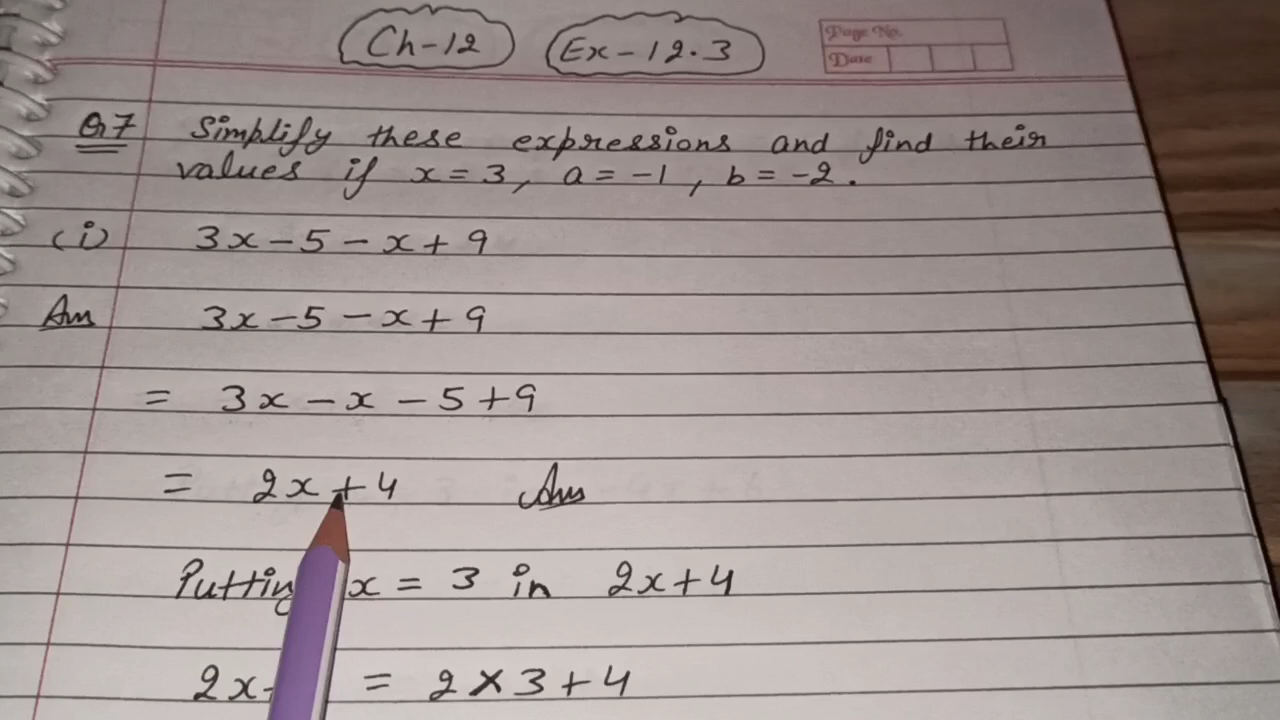 Ch-12 Ex-12.3
Page No.
Date
Q7 Simplify these expressions and find their
values if x = 3, a = -1, b = -2.
(i) 3x - 5 - x + 9
Ans 3x - 5 - x + 9
= 3x - x - 5 + 9
= 2x + 4 Ans
Putting x = 3 in 2x + 4
2x = 2 × 3 + 4